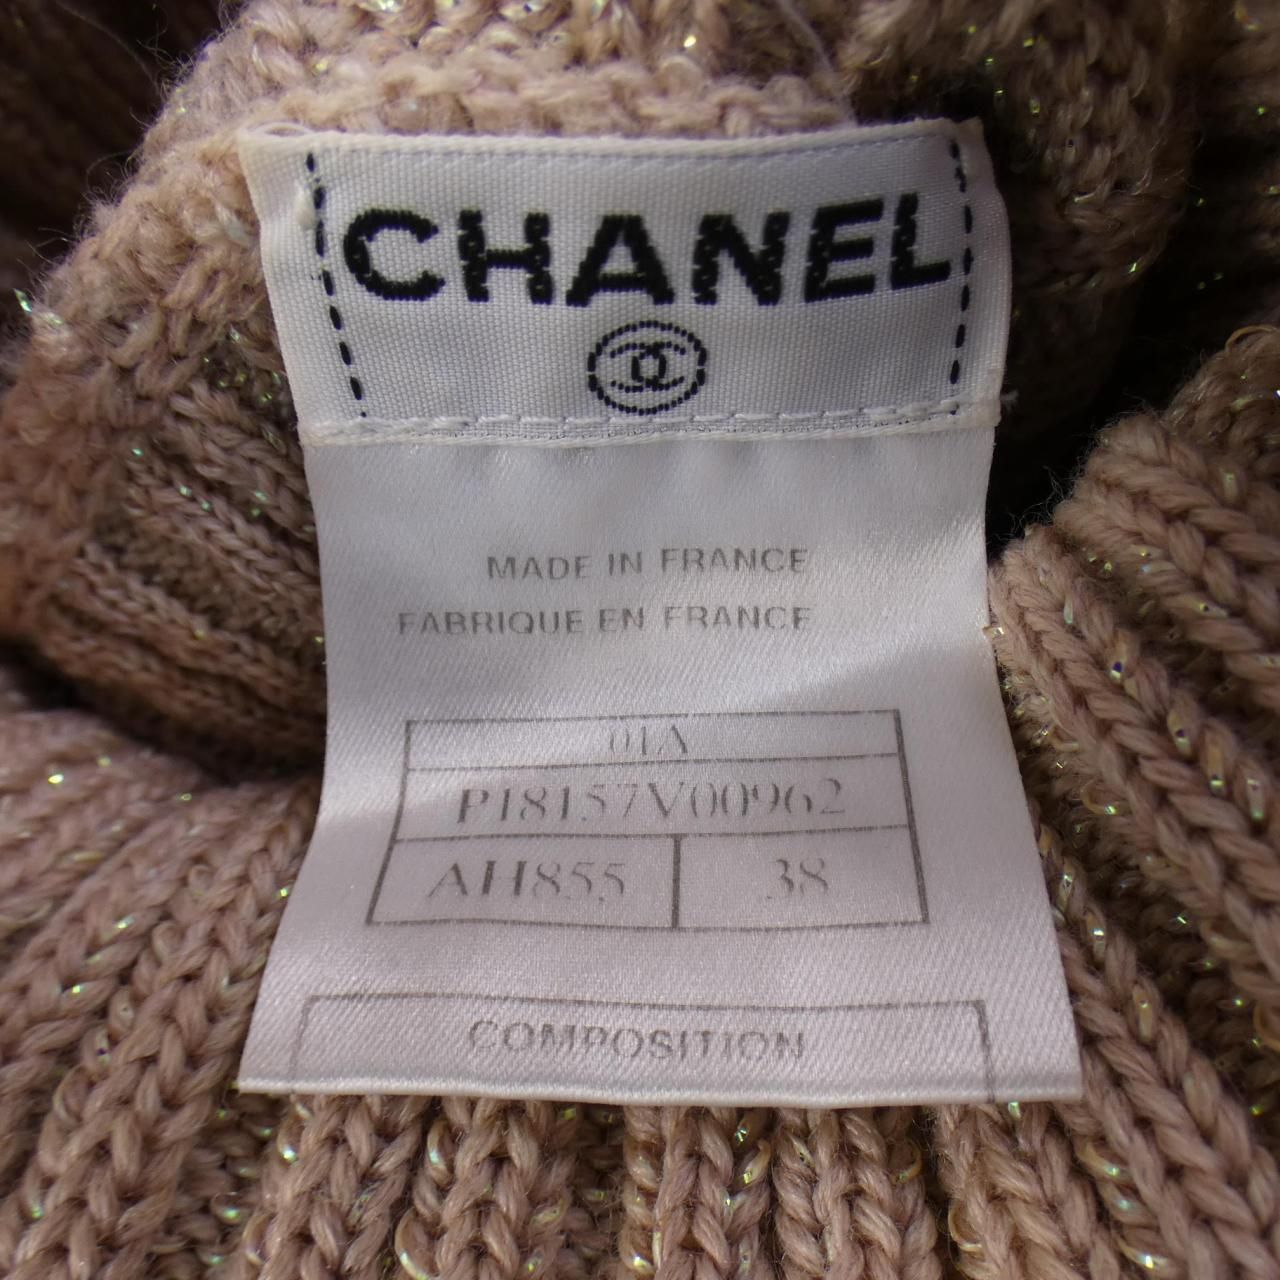 CHANEL
MADE IN FRANCE
FABRIQUE EN FRANCE
01A
P18157V00962
AH855
38
COMPOSITION